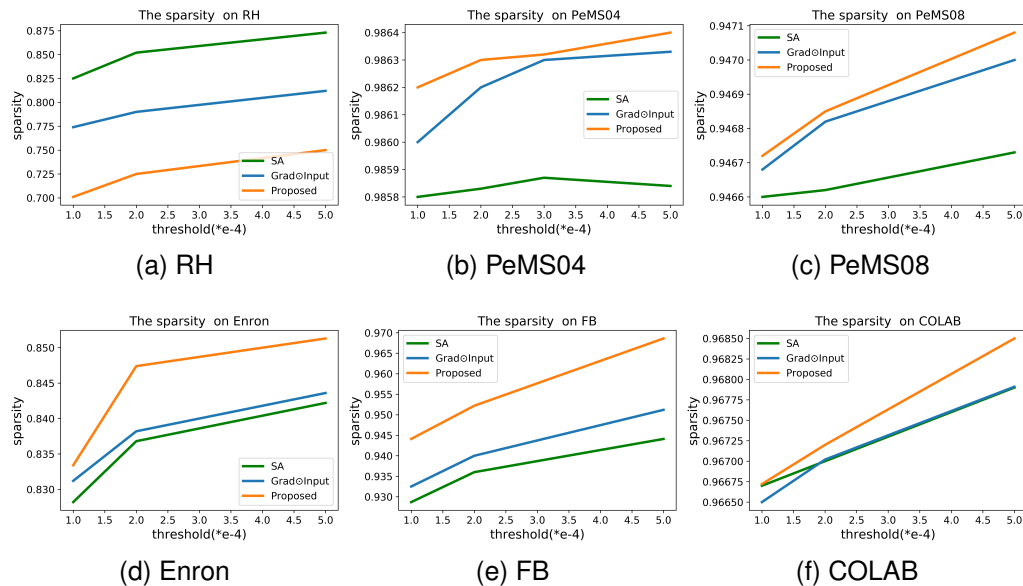 The sparsity on RH
0.875
0.850
0.825
0.800
0.775
0.750
0.725
0.700
sparsity
SA
Grad⊙Input
Proposed
1.0 1.5 2.0 2.5 3.0 3.5 4.0 4.5 5.0
threshold(*e-4)
(a) RH
The sparsity on PeMS04
0.9864
0.9863
0.9862
0.9861
0.9860
0.9859
0.9858
sparsity
SA
Grad⊙Input
Proposed
1.0 1.5 2.0 2.5 3.0 3.5 4.0 4.5 5.0
threshold(*e-4)
(b) PeMS04
The sparsity on PeMS08
0.9471
0.9470
0.9469
0.9468
0.9467
0.9466
sparsity
SA
Grad⊙Input
Proposed
1.0 1.5 2.0 2.5 3.0 3.5 4.0 4.5 5.0
threshold(*e-4)
(c) PeMS08
The sparsity on Enron
0.850
0.845
0.840
0.835
0.830
sparsity
SA
Grad⊙Input
Proposed
1.0 1.5 2.0 2.5 3.0 3.5 4.0 4.5 5.0
threshold(*e-4)
(d) Enron
The sparsity on FB
0.970
0.965
0.960
0.955
0.950
0.945
0.940
0.935
0.930
sparsity
SA
Grad⊙Input
Proposed
1.0 1.5 2.0 2.5 3.0 3.5 4.0 4.5 5.0
threshold(*e-4)
(e) FB
The sparsity on COLAB
0.96850
0.96825
0.96800
0.96775
0.96750
0.96725
0.96700
0.96675
0.96650
sparsity
SA
Grad⊙Input
Proposed
1.0 1.5 2.0 2.5 3.0 3.5 4.0 4.5 5.0
threshold(*e-4)
(f) COLAB